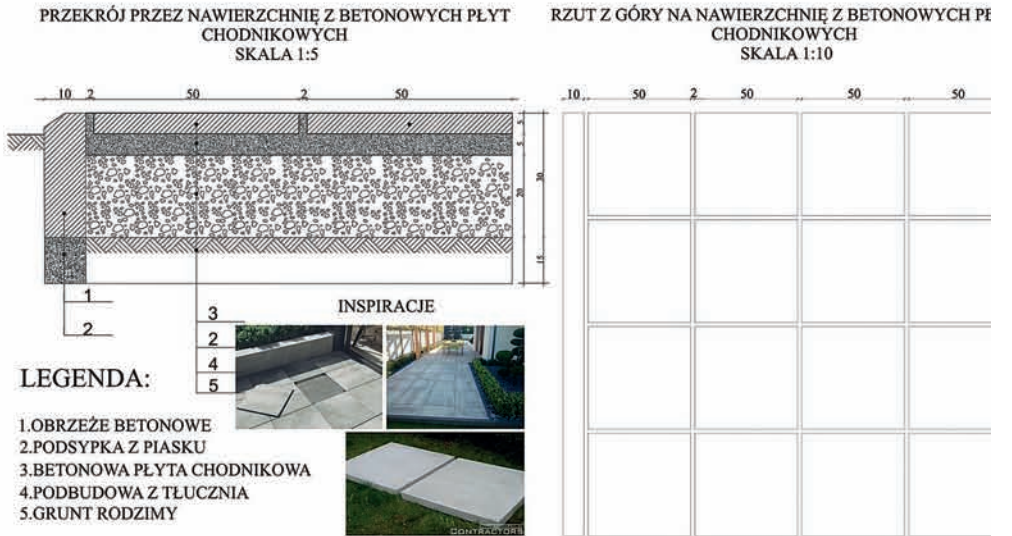 PRZEKRÓJ PRZEZ NAWIERZCHNIĘ Z BETONOWYCH PŁYT
CHODNIKOWYCH
SKALA 1:5
10 2 50 2 50
5
5
20
30
15
1
2
3
2
4
5
INSPIRACJE
LEGENDA:
1.OBRZEŻE BETONOWE
2.PODSYPKA Z PIASKU
3.BETONOWA PŁYTA CHODNIKOWA
4.PODBUDOWA Z TŁUCZNIA
5.GRUNT RODZIMY
CONTRACTORS
RZUT Z GÓRY NA NAWIERZCHNIĘ Z BETONOWYCH
CHODNIKOWYCH
SKALA 1:10
10 50 2 50 50 50